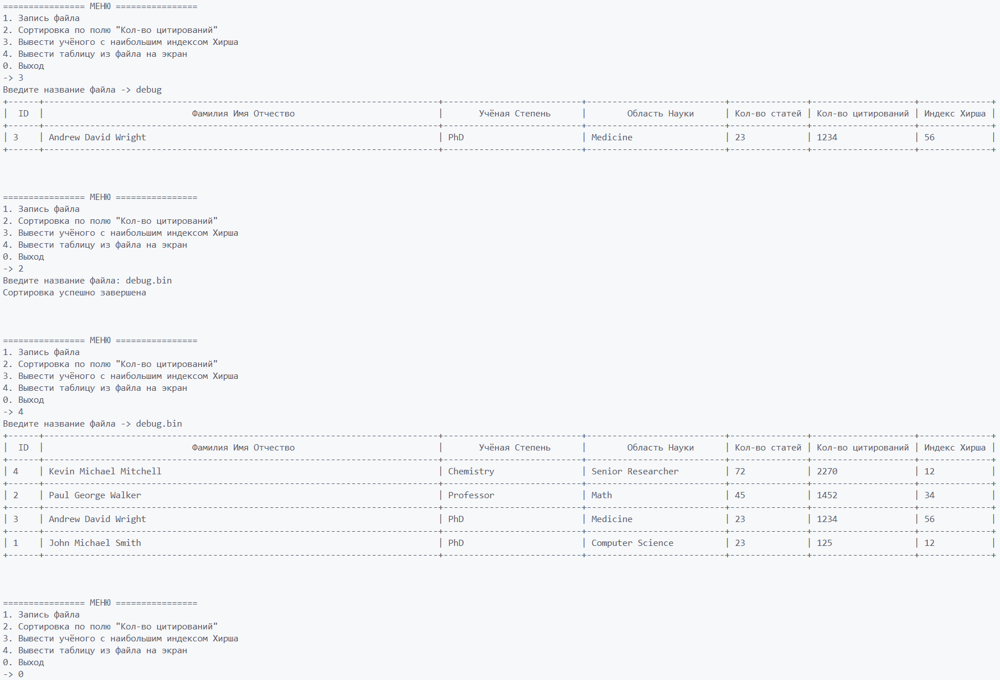 ================ МЕНЮ ================
1. Запись файла
2. Сортировка по полю "Кол-во цитирований"
3. Вывести учёного с наибольшим индексом Хирша
4. Вывести таблицу из файла на экран
0. Выход
-> 3
Введите название файла -> debug
| ID | Фамилия Имя Отчество | Учёная Степень | Область Науки | Кол-во статей | Кол-во цитирований | Индекс Хирша |
| 3 | Andrew David Wright | PhD | Medicine | 23 | 1234 | 56 |
================ МЕНЮ ================
1. Запись файла
2. Сортировка по полю "Кол-во цитирований"
3. Вывести учёного с наибольшим индексом Хирша
4. Вывести таблицу из файла на экран
0. Выход
-> 2
Введите название файла: debug.bin
Сортировка успешно завершена
================ МЕНЮ ================
1. Запись файла
2. Сортировка по полю "Кол-во цитирований"
3. Вывести учёного с наибольшим индексом Хирша
4. Вывести таблицу из файла на экран
0. Выход
-> 4
Введите название файла -> debug.bin
| ID | Фамилия Имя Отчество | Учёная Степень | Область Науки | Кол-во статей | Кол-во цитирований | Индекс Хирша |
| 4 | Kevin Michael Mitchell | Chemistry | Senior Researcher | 72 | 2270 | 12 |
| 2 | Paul George Walker | Professor | Math | 45 | 1452 | 34 |
| 3 | Andrew David Wright | PhD | Medicine | 23 | 1234 | 56 |
| 1 | John Michael Smith | PhD | Computer Science | 23 | 125 | 12 |
================ МЕНЮ ================
1. Запись файла
2. Сортировка по полю "Кол-во цитирований"
3. Вывести учёного с наибольшим индексом Хирша
4. Вывести таблицу из файла на экран
0. Выход
-> 0